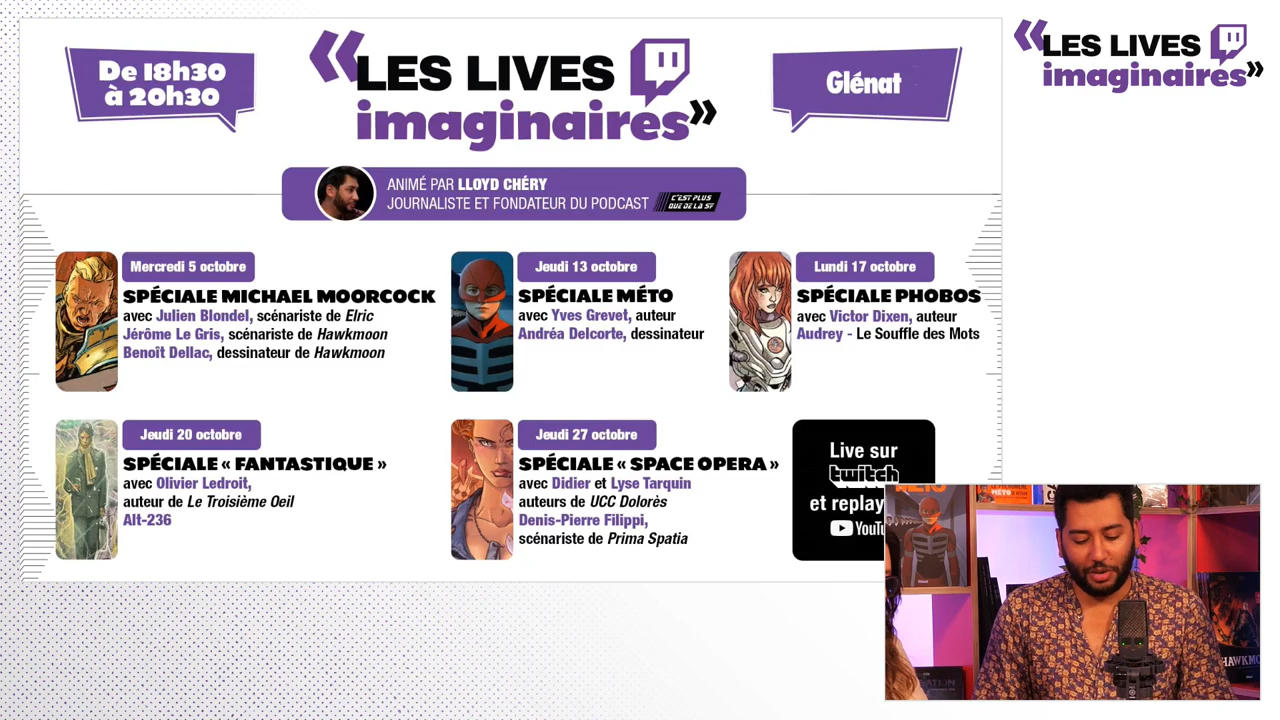 De 18h30
à 20h30
« LES LIVES
imaginaires »
Glénat
« LES LIVES
imaginaires »
ANIMÉ PAR LLOYD CHÉRY
JOURNALISTE ET FONDATEUR DU PODCAST
C'EST PLUS
QUE DE LA SF
Mercredi 5 octobre
SPÉCIALE MICHAEL MOORCOCK
avec Julien Blondel, scénariste de Elric
Jérôme Le Gris, scénariste de Hawkmoon
Benoît Dellac, dessinateur de Hawkmoon
Jeudi 13 octobre
SPÉCIALE MÉTO
avec Yves Grevet, auteur
Andréa Delcorte, dessinateur
Lundi 17 octobre
SPÉCIALE PHOBOS
avec Victor Dixen, auteur
Audrey - Le Souffle des Mots
Jeudi 20 octobre
SPÉCIALE « FANTASTIQUE »
avec Olivier Ledroit,
auteur de Le Troisième Oeil
Alt-236
Jeudi 27 octobre
SPÉCIALE « SPACE OPERA »
avec Didier et Lyse Tarquin
auteurs de UCC Dolorès
Denis-Pierre Filippi,
scénariste de Prima Spatia
Live sur
twitch
et replay
YouTu
MÉTO
HAWKMO